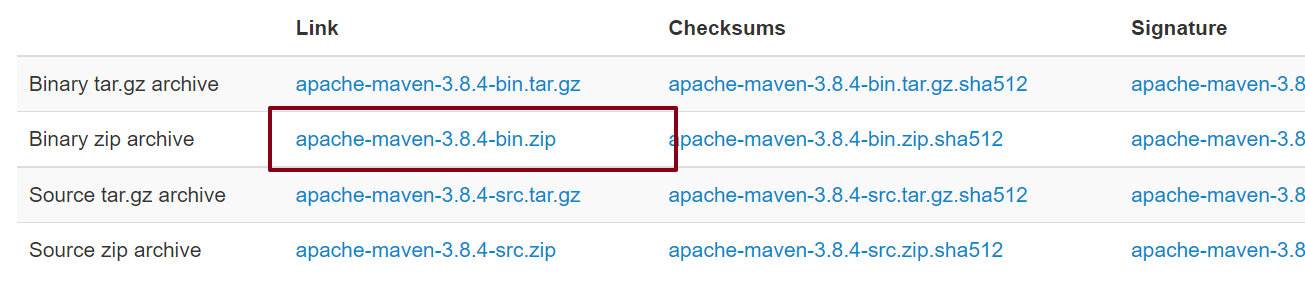 Link Checksums Signature
Binary tar.gz archive apache-maven-3.8.4-bin.tar.gz apache-maven-3.8.4-bin.tar.gz.sha512 apache-maven-3.8
Binary zip archive apache-maven-3.8.4-bin.zip apache-maven-3.8.4-bin.zip.sha512 apache-maven-3.8
Source tar.gz archive apache-maven-3.8.4-src.tar.gz apache-maven-3.8.4-src.tar.gz.sha512 apache-maven-3.8
Source zip archive apache-maven-3.8.4-src.zip apache-maven-3.8.4-src.zip.sha512 apache-maven-3.8